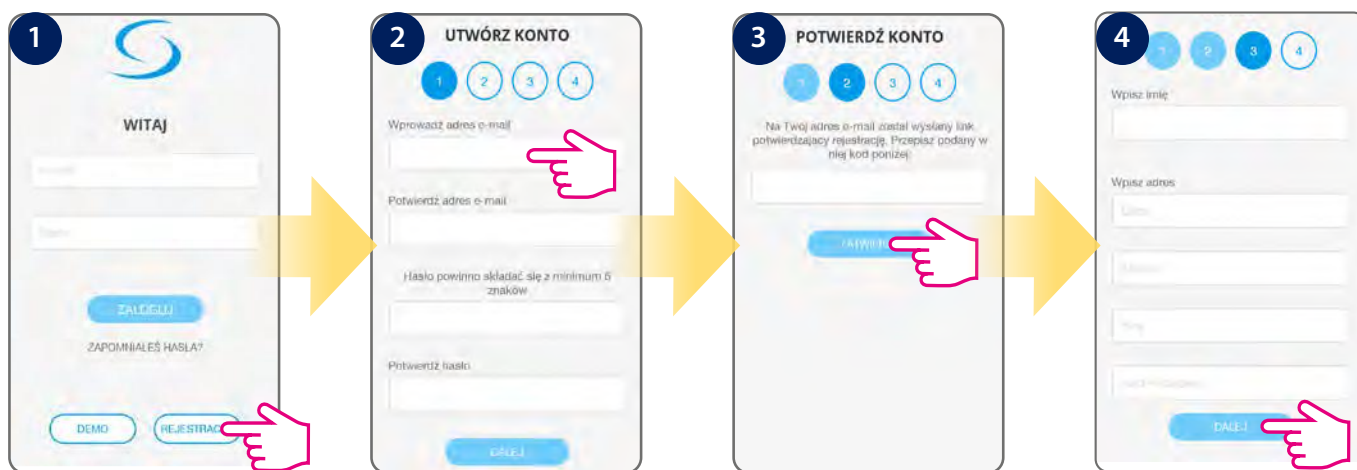 1
WITAJ
ZALOGUJ
ZAPOMNIAŁEŚ HASŁA?
DEMO
REJESTRAC
2
UTWÓRZ KONTO
1 2 3 4
Wprowadź adres e-mail
Potwierdź adres e-mail
Hasło powinno składać się z minimum 6
znaków
Potwierdź hasło
DALEJ
3
POTWIERDŹ KONTO
1 2 3 4
Na Twój adres e-mail został wysłany link
potwierdzający rejestrację. Przepisz podany w
niej kod poniżej:
4
1 2 3 4
Wpisz imię
Wpisz adres
DALEJ